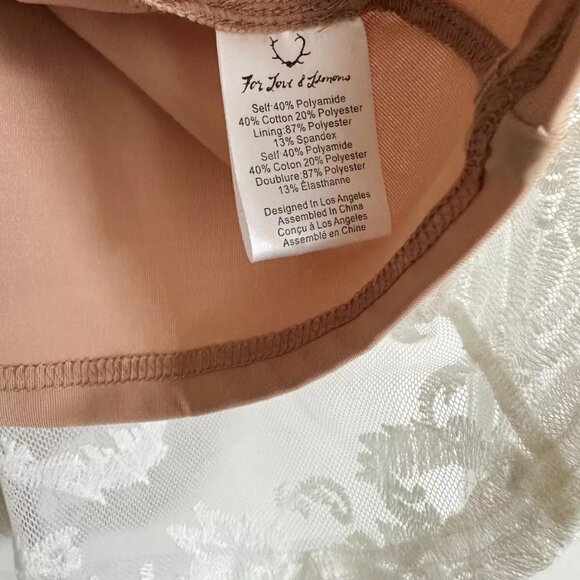 For Love & Lemons
Self:40% Polyamide
40% Cotton 20% Polyester
Lining:87% Polyester
13% Spandex
Self:40% Polyamide
40% Coton 20% Polyester
Doublure:87% Polyester
13% Élasthanne
Designed In Los Angeles
Assembled In China
Conçu à Los Angeles
Assemblé en Chine